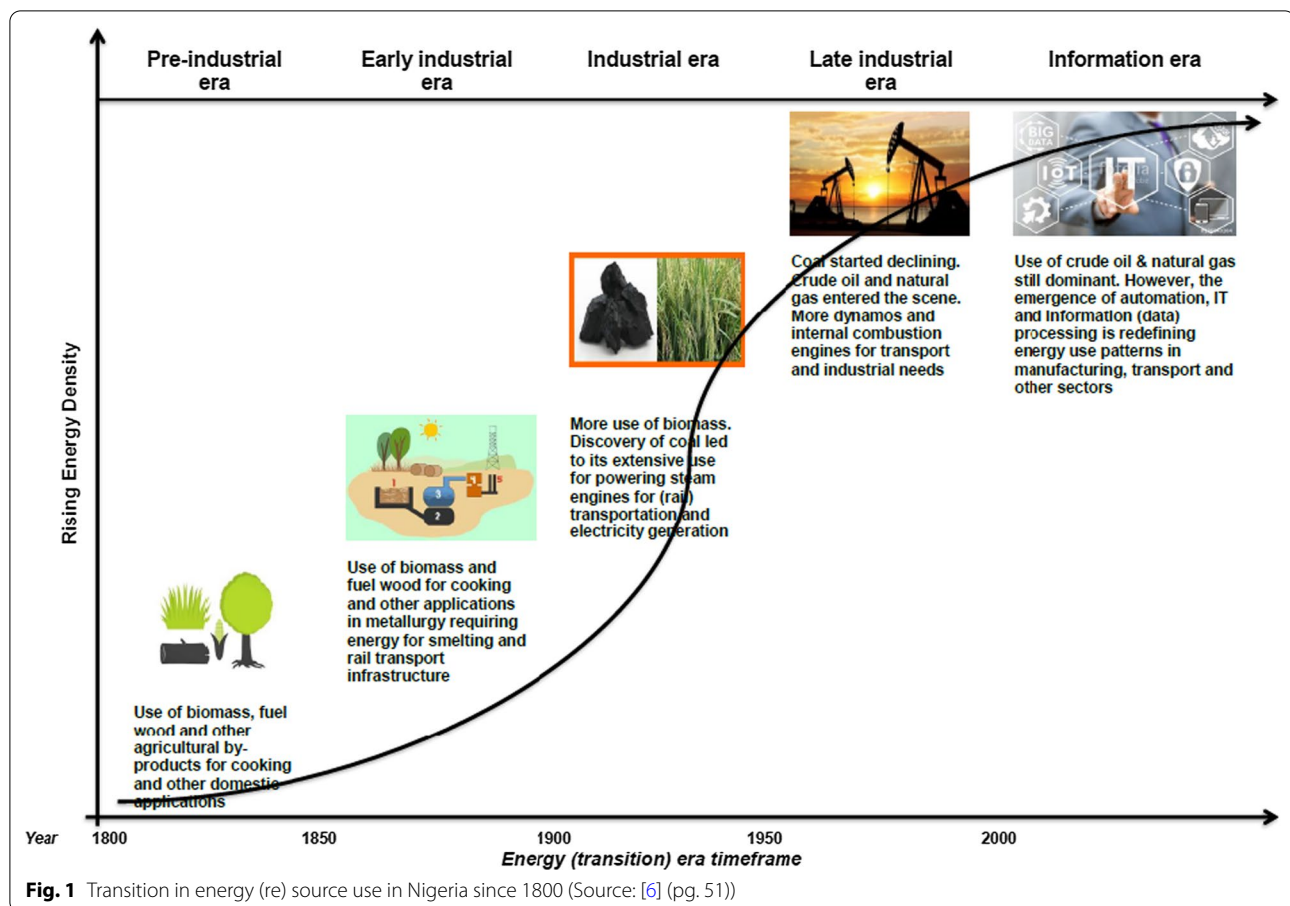 Pre-industrial
era
Early industrial
era
Industrial era
Late industrial
era
Information era
Rising Energy Density
BIG
DATA
IoT
IT
1
2
3
5
Coal started declining.
Crude oil and natural
gas entered the scene.
More dynamos and
internal combustion
engines for transport
and industrial needs
Use of crude oil & natural gas
still dominant. However, the
emergence of automation, IT
and information (data)
processing is redefining
energy use patterns in
manufacturing, transport and
other sectors
More use of biomass.
Discovery of coal led
to its extensive use
for powering steam
engines for (rail)
transportation and
electricity generation
Use of biomass and
fuel wood for cooking
and other applications
in metallurgy requiring
energy for smelting and
rail transport
infrastructure
Use of biomass, fuel
wood and other
agricultural by-
products for cooking
and other domestic
applications
Year
1800
1850
1900
1950
2000
Energy (transition) era timeframe
Fig. 1 Transition in energy (re) source use in Nigeria since 1800 (Source: [6] (pg. 51))